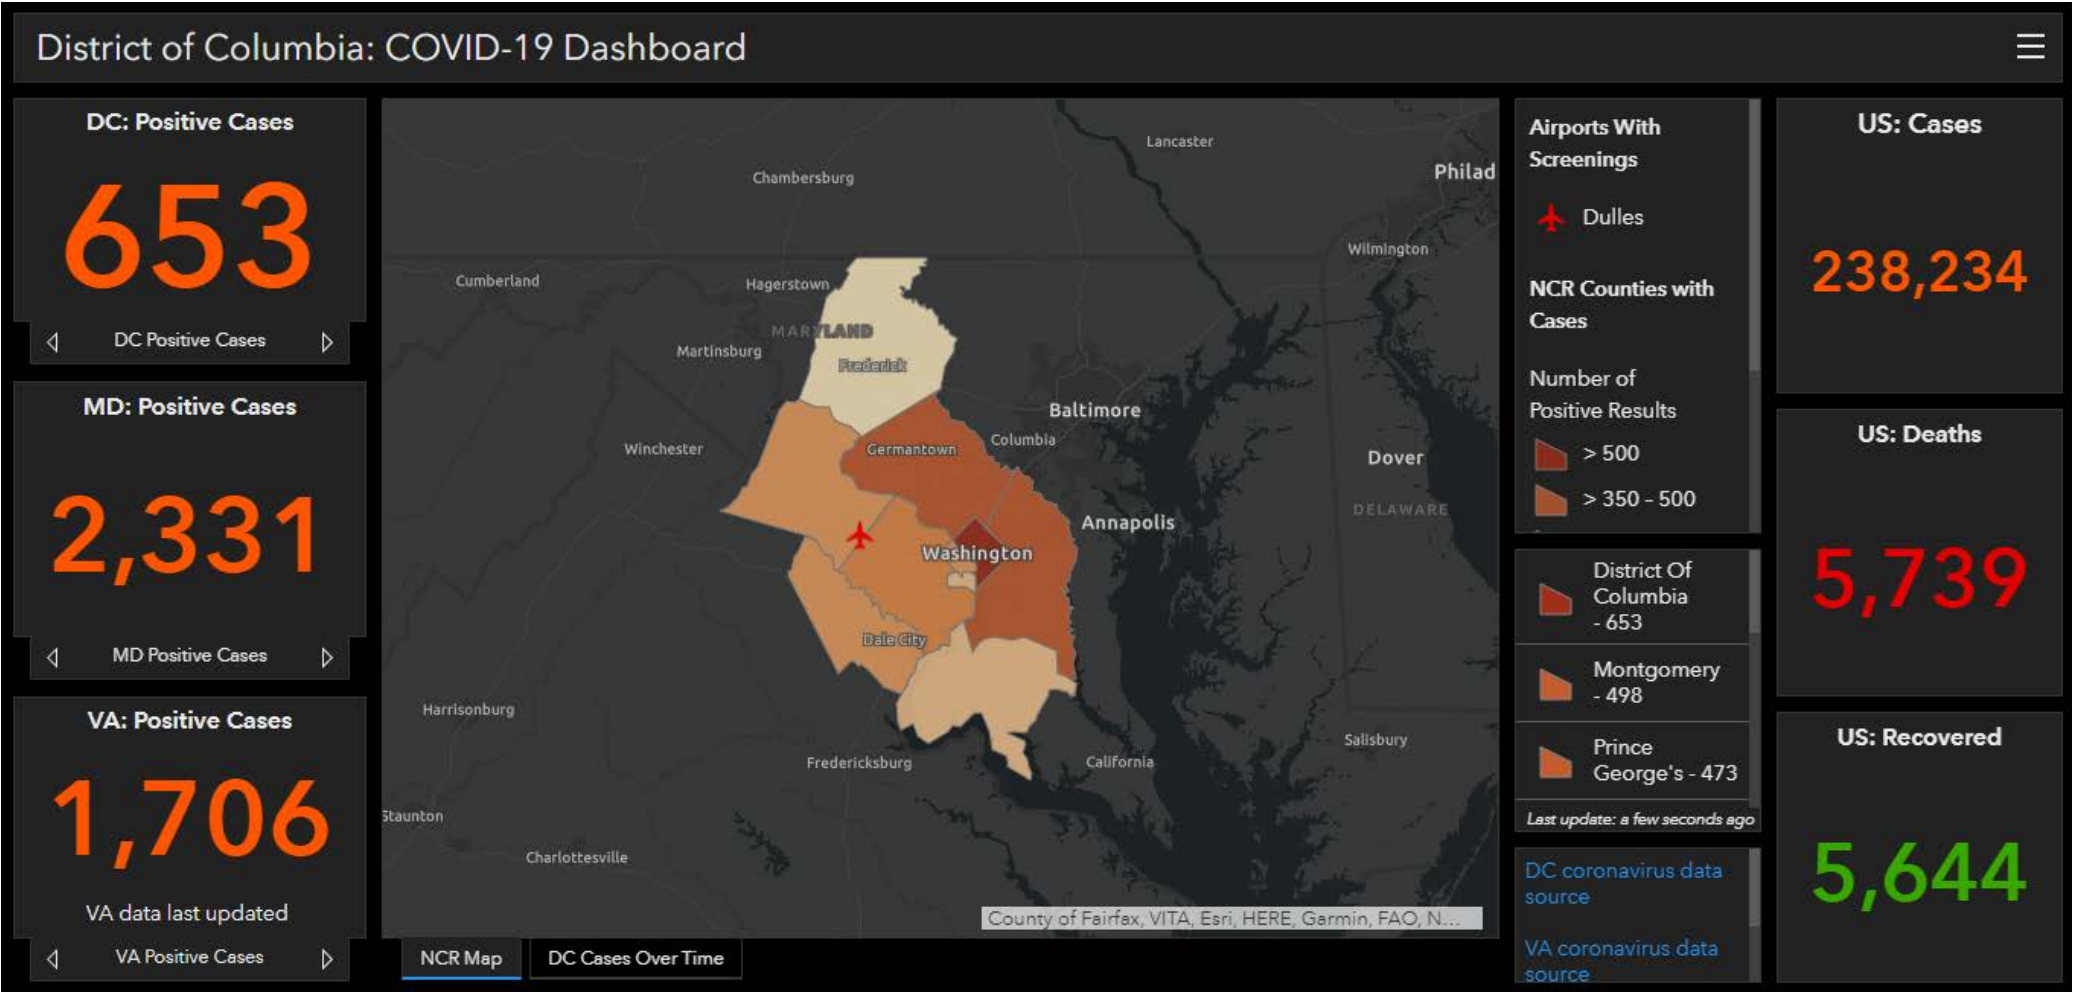 District of Columbia: COVID-19 Dashboard
DC: Positive Cases
653
DC Positive Cases
MD: Positive Cases
2,331
MD Positive Cases
VA: Positive Cases
1,706
VA data last updated
VA Positive Cases
Lancaster
Chambersburg
Philad
Wilmington
Cumberland
Hagerstown
MARYLAND
Martinsburg
Frederick
Baltimore
Columbia
Winchester
Germantown
Dover
DELAWARE
Annapolis
Washington
Dale City
Harrisonburg
Salisbury
Fredericksburg
California
Staunton
Charlottesville
County of Fairfax, VITA, Esri, HERE, Garmin, FAO, N...
NCR Map
DC Cases Over Time
Airports With
Screenings
Dulles
NCR Counties with
Cases
Number of
Positive Results
> 500
> 350 - 500
District Of
Columbia
- 653
Montgomery
- 498
Prince
George's - 473
Last update: a few seconds ago
DC coronavirus data
source
VA coronavirus data
source
US: Cases
238,234
US: Deaths
5,739
US: Recovered
5,644